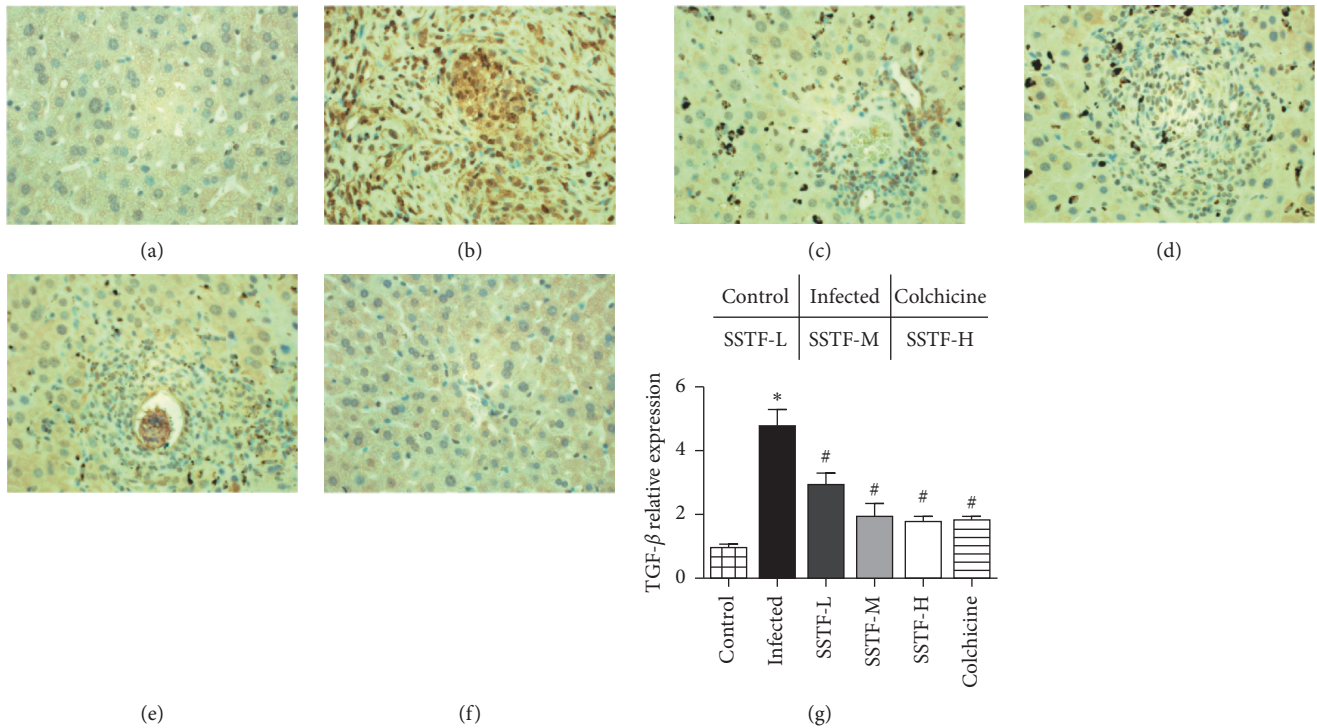 (a)
(b)
(c)
(d)
(e)
(f)
Control Infected Colchicine
SSTF-L SSTF-M SSTF-H
TGF-β relative expression
6
4
2
0
*
#
#
#
#
Control
Infected
SSTF-L
SSTF-M
SSTF-H
Colchicine
(g)